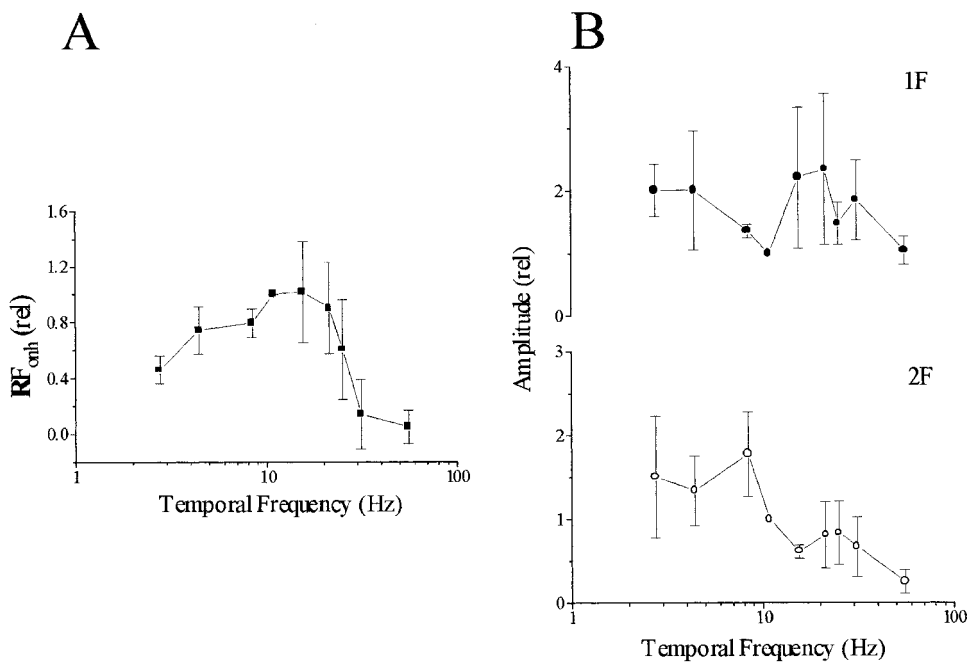 A
B
1.6
1.2
0.8
0.4
0.0
RFonh (rel)
1
10
100
Temporal Frequency (Hz)
4
2
0
1F
Amplitude (rel)
3
2
1
0
2F
1
10
100
Temporal Frequency (Hz)